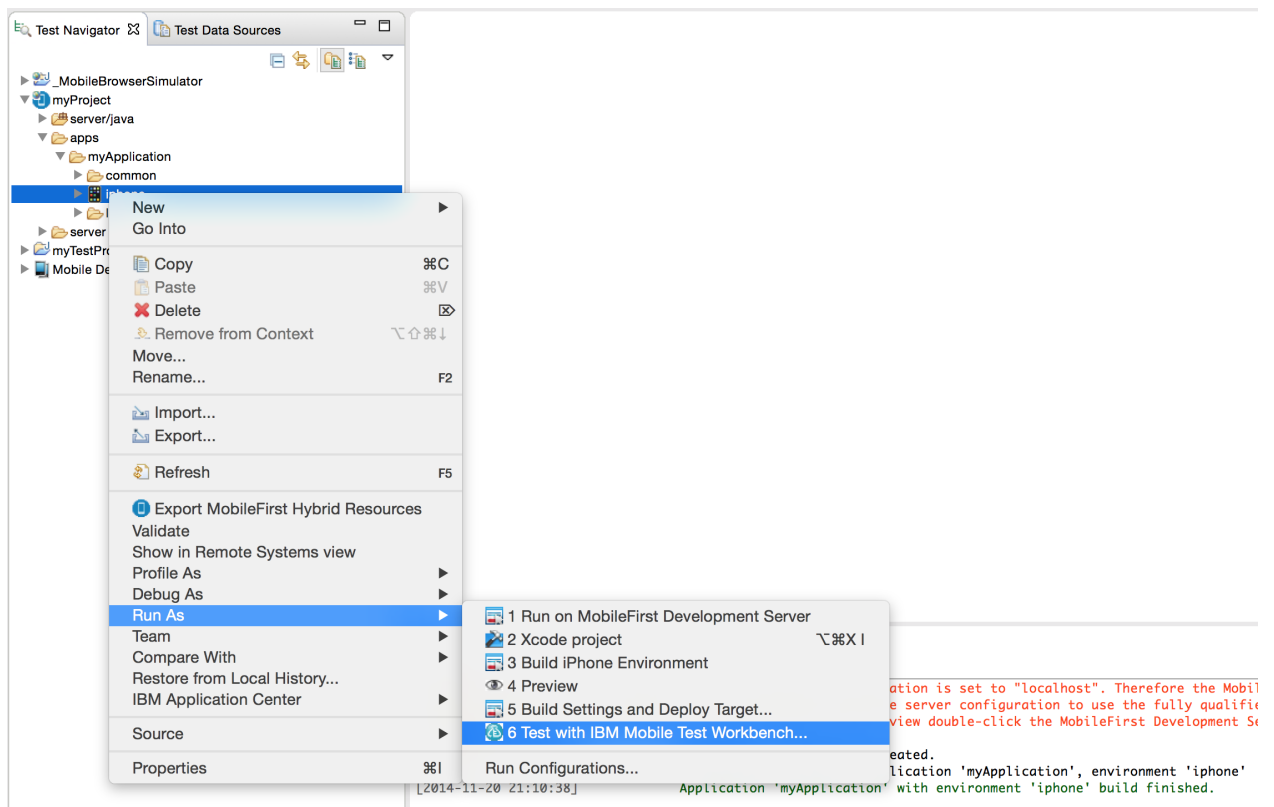 Test Navigator
Test Data Sources
_MobileBrowserSimulator
myProject
server/java
apps
myApplication
common
iphone
server
myTestPro
Mobile De
New
Go Into
Copy ⌘C
Paste ⌘V
Delete ⌦
Remove from Context ⌥⇧⌘↓
Move...
Rename... F2
Import...
Export...
Refresh F5
Export MobileFirst Hybrid Resources
Validate
Show in Remote Systems view
Profile As
Debug As
Run As
Team
Compare With
Restore from Local History...
IBM Application Center
Source
Properties ⌘I
1 Run on MobileFirst Development Server
2 Xcode project ⌥⌘X I
3 Build iPhone Environment
4 Preview
5 Build Settings and Deploy Target...
6 Test with IBM Mobile Test Workbench...
Run Configurations...
ation is set to "localhost". Therefore the Mobil
e server configuration to use the fully qualifie
view double-click the MobileFirst Development Se
eated.
lication 'myApplication', environment 'iphone'
[2014-11-20 21:10:38] Application 'myApplication' with environment 'iphone' build finished.